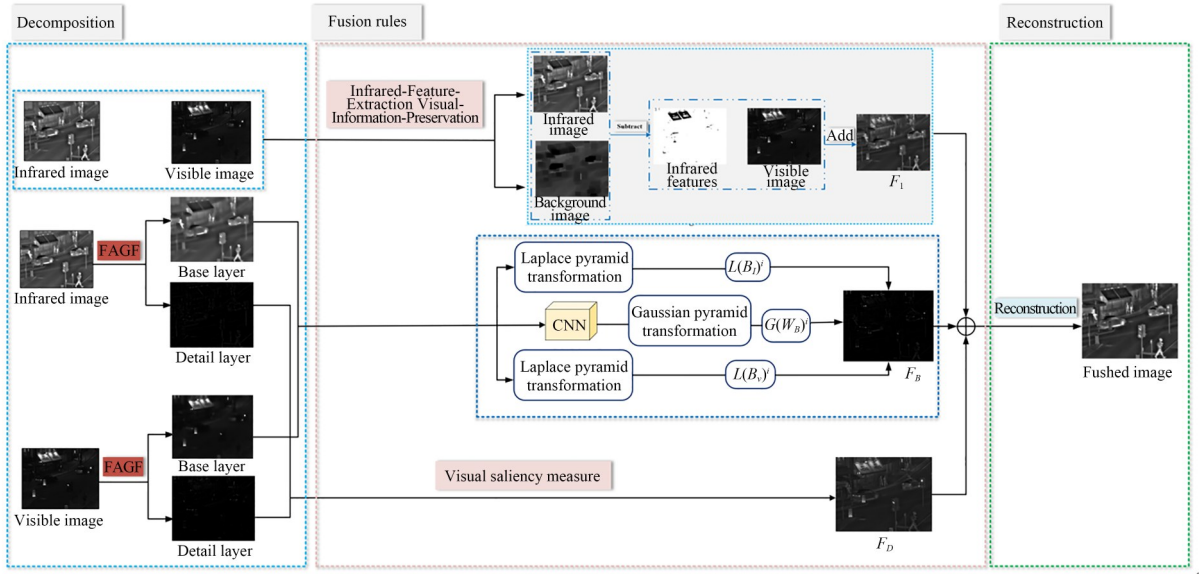 Decomposition
Fusion rules
Reconstruction
Infrared image
Visible image
Infrared-Feature-
Extraction Visual-
Information-Preservation
Infrared
image
Background
image
Subtract
Infrared
features
Visible
image
Add
F1
FAGF
Infrared image
Base layer
Detail layer
Laplace pyramid
transformation
L(BI)i
CNN
Gaussian pyramid
transformation
G(WB)i
Laplace pyramid
transformation
L(Bv)i
FB
Reconstruction
Fushed image
FAGF
Visible image
Base layer
Detail layer
Visual saliency measure
FD